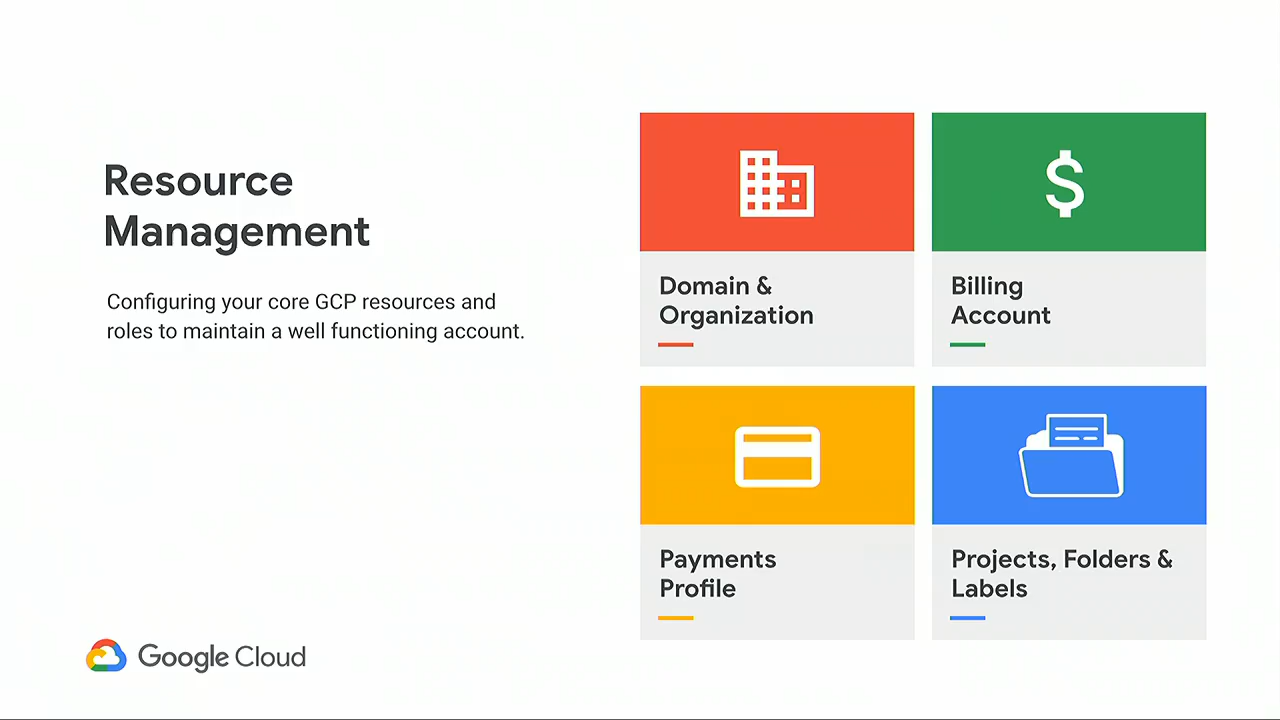 Resource
Management
Configuring your core GCP resources and
roles to maintain a well functioning account.
Domain &
Organization
Billing
Account
Payments
Profile
Projects, Folders &
Labels
Google Cloud